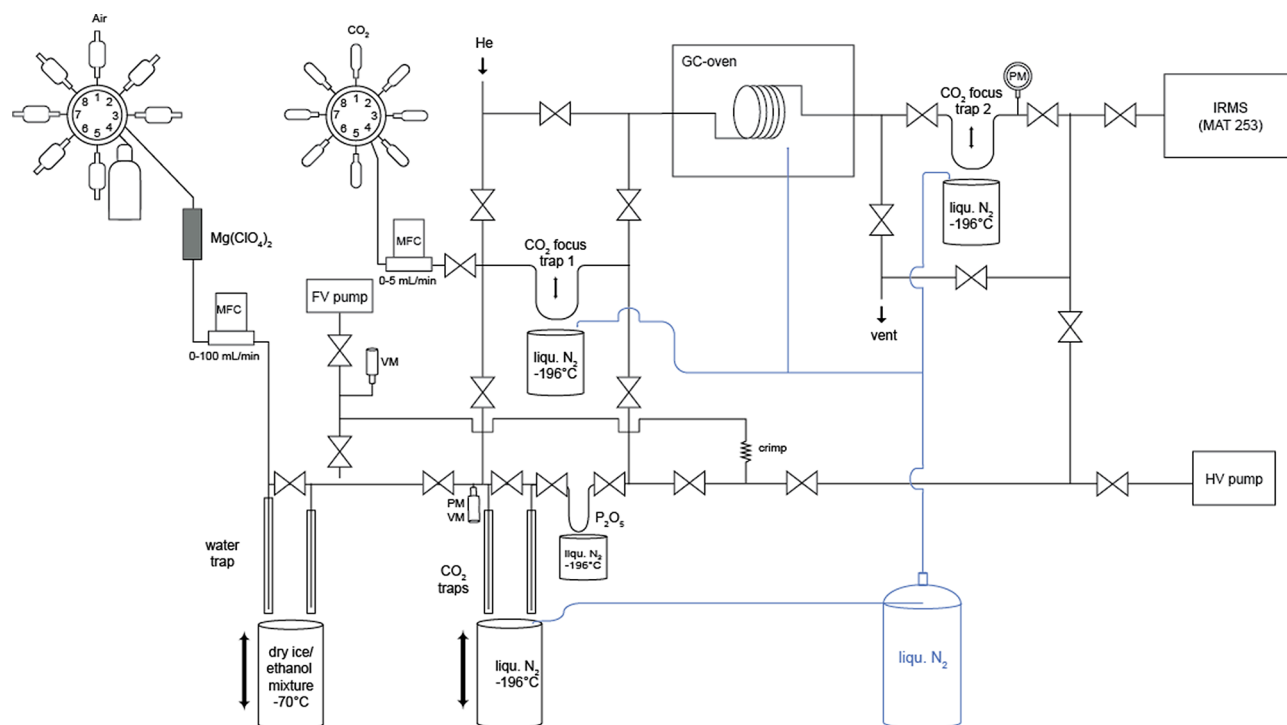 Air
8 1 2
7 3
6 5 4
Mg(ClO₄)₂
MFC
0-100 mL/min
water
trap
dry ice/
ethanol
mixture
-70°C
CO₂
8 1 2
7 3
6 5 4
MFC
0-5 mL/min
FV pump
VM
He
CO₂ focus
trap 1
liqu. N₂
-196°C
PM
VM
CO₂
traps
liqu. N₂
-196°C
P₂O₅
liqu. N₂
-196°C
crimp
GC-oven
CO₂ focus
trap 2
PM
liqu. N₂
-196°C
vent
IRMS
(MAT 253)
HV pump
liqu. N₂